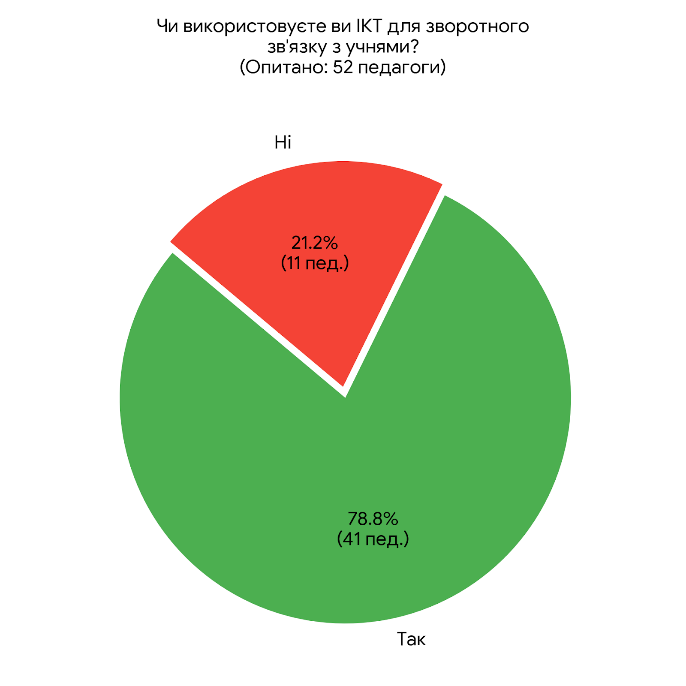 Чи використовуєте ви ІКТ для зворотного
зв'язку з учнями?
(Опитано: 52 педагоги)
Ні
21.2%
(11 пед.)
78.8%
(41 пед.)
Так